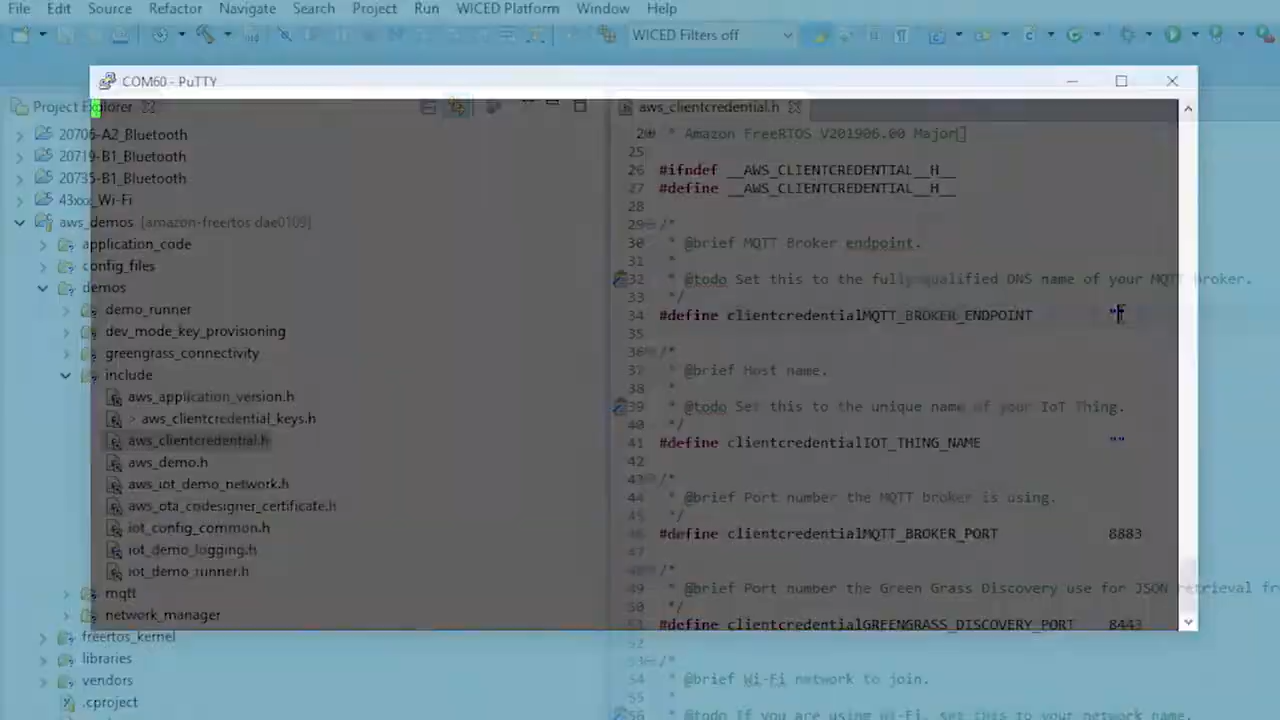 File Edit Source Refactor Navigate Search Project Run WICED Platform Window Help
WICED Filters off
COM60 - PuTTY
Project Explorer
aws_clientcredential.h
20706-A2_Bluetooth
20719-B1_Bluetooth
20735-B1_Bluetooth
43xxx_Wi-Fi
aws_demos [amazon-freertos dae0109]
application_code
config_files
demos
demo_runner
dev_mode_key_provisioning
greengrass_connectivity
include
aws_application_version.h
> aws_clientcredential_keys.h
aws_clientcredential.h
aws_demo.h
aws_iot_demo_network.h
aws_ota_codesigner_certificate.h
iot_config_common.h
iot_demo_logging.h
iot_demo_runner.h
mqtt
network_manager
freertos_kernel
libraries
vendors
.cproject
2 * Amazon FreeRTOS V201906.00 Major
25
26 #ifndef __AWS_CLIENTCREDENTIAL__H__
27 #define __AWS_CLIENTCREDENTIAL__H__
28
29 /*
30 * @brief MQTT Broker endpoint.
31 *
32 * @todo Set this to the fully-qualified DNS name of your MQTT broker.
33 */
34 #define clientcredentialMQTT_BROKER_ENDPOINT ""
35
36 /*
37 * @brief Host name.
38 *
39 * @todo Set this to the unique name of your IoT Thing.
40 */
41 #define clientcredentialIOT_THING_NAME ""
42
43 /*
44 * @brief Port number the MQTT broker is using.
45 */
46 #define clientcredentialMQTT_BROKER_PORT 8883
47
48 /*
49 * @brief Port number the Green Grass Discovery use for JSON retrieval fr
50 */
51 #define clientcredentialGREENGRASS_DISCOVERY_PORT 8443
52
53 /*
54 * @brief Wi-Fi network to join.
55 *
56 * @todo If you are using Wi-Fi, set this to your network name.